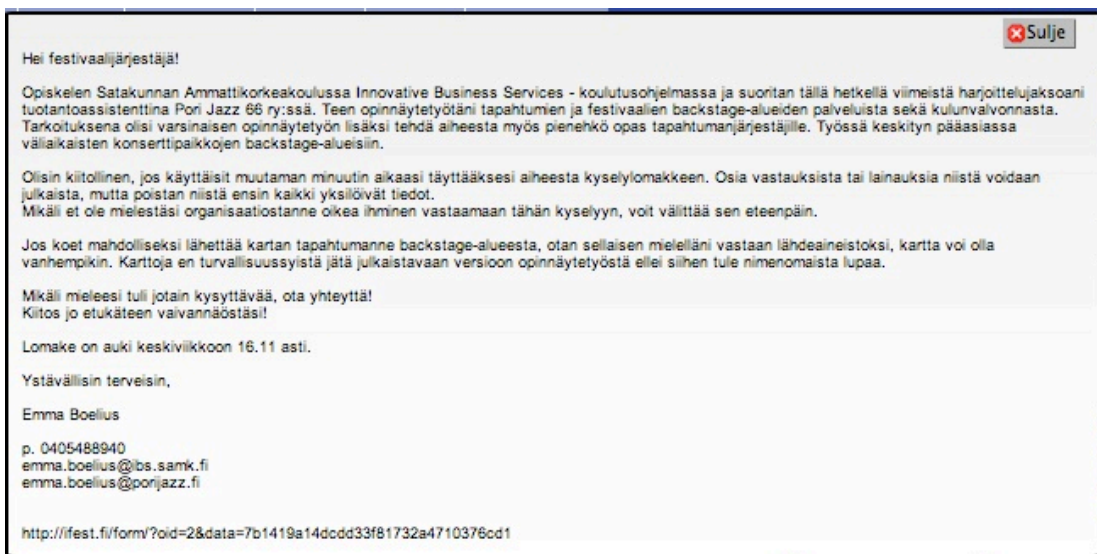 Sulje
Hei festivaalijärjestäjä!
Opiskelen Satakunnan Ammattikorkeakoulussa Innovative Business Services - koulutusohjelmassa ja suoritan tällä hetkellä viimeistä harjoittelujaksoani
tuotantoassistenttina Pori Jazz 66 ry:ssä. Teen opinnäytetyötäni tapahtumien ja festivaalien backstage-alueiden palveluista sekä kulunvalvonnasta.
Tarkoituksena olisi varsinaisen opinnäytetyön lisäksi tehdä aiheesta myös pienehkö opas tapahtumanjärjestäjille. Työssä keskityn pääasiassa
väliaikaisten konserttipaikkojen backstage-alueisiin.
Olisin kiitollinen, jos käyttäisit muutaman minuutin aikaasi täyttääksesi aiheesta kyselylomakkeen. Osia vastauksista tai lainauksia niistä voidaan
julkaista, mutta poistan niistä ensin kaikki yksilöivät tiedot.
Mikäli et ole mielestäsi organisaatiostanne oikea ihminen vastaamaan tähän kyselyyn, voit välittää sen eteenpäin.
Jos koet mahdolliseksi lähettää kartan tapahtumanne backstage-alueesta, otan sellaisen mielelläni vastaan lähdeaineistoksi, kartta voi olla
vanhempikin. Karttoja en turvallisuussyistä jätä julkaistavaan versioon opinnäytetyöstä ellei siihen tule nimenomaista lupaa.
Mikäli mieleesi tuli jotain kysyttävää, ota yhteyttä!
Kiitos jo etukäteen vaivannäöstäsi!
Lomake on auki keskiviikkoon 16.11 asti.
Ystävällisin terveisin,
Emma Boelius
p. 0405488940
emma.boelius@ibs.samk.fi
emma.boelius@porijazz.fi
http://ifest.fi/form/?oid=2&data=7b1419a14dcdd33f81732a4710376cd1